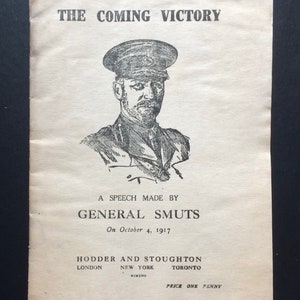 THE COMING VICTORY
A SPEECH MADE BY
GENERAL SMUTS
On October 4, 1917
HODDER AND STOUGHTON
LONDON NEW YORK TORONTO
PRICE ONE PENNY